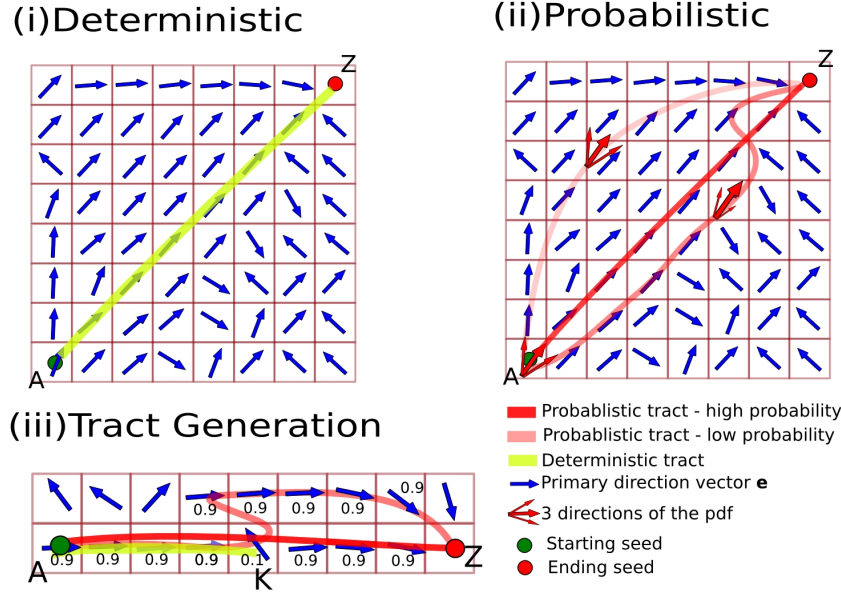 (i)Deterministic
(ii)Probabilistic
Z
Z
A
A
(iii)Tract Generation
Probablistic tract - high probability
Probablistic tract - low probability
Deterministic tract
Primary direction vector e
3 directions of the pdf
Starting seed
Ending seed
0.9
0.9 0.9 0.9 0.9
A
0.9 0.9 0.9 0.9 0.1 0.9 0.9 0.9
Z
K